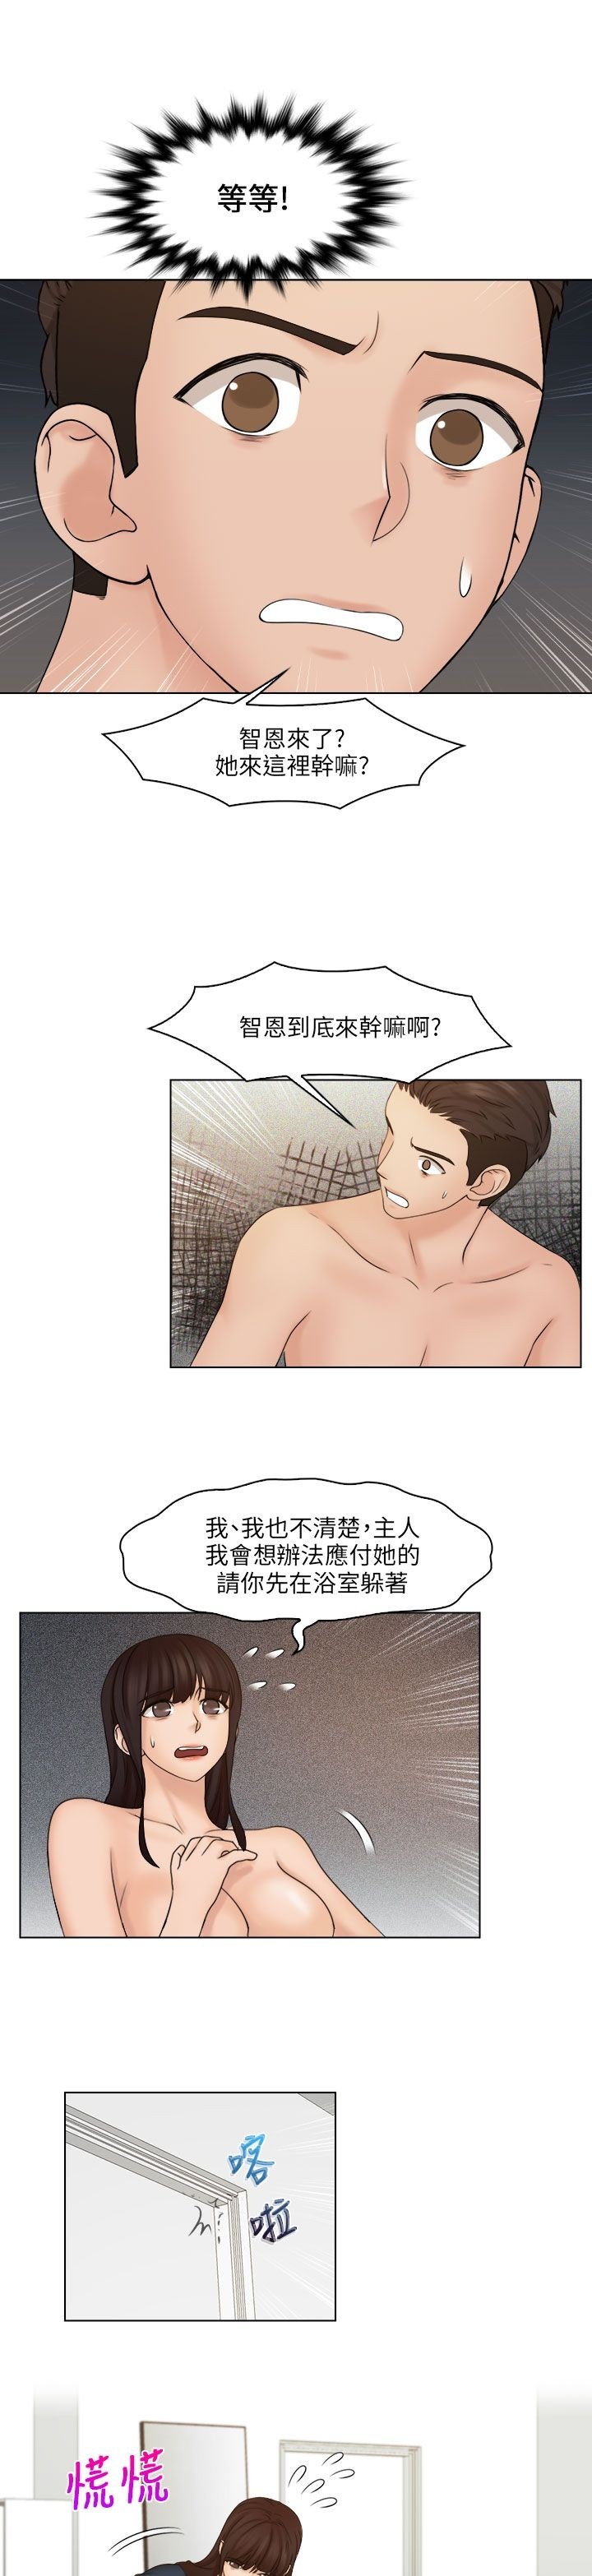 等等!
智恩來了?
她來這裡幹嘛?
智恩到底來幹嘛啊?
我、我也不清楚,主人
我會想辦法應付她的
請你先在浴室躲著
喀
啦
慌慌